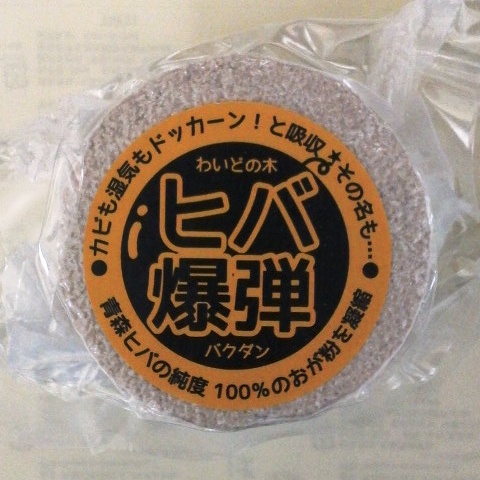 カビも湿気もドッカーン！と吸収♪その名も…
わいどの木
ヒバ
爆弾
バクダン
青森ヒバの純度100%のおが粉を凝縮